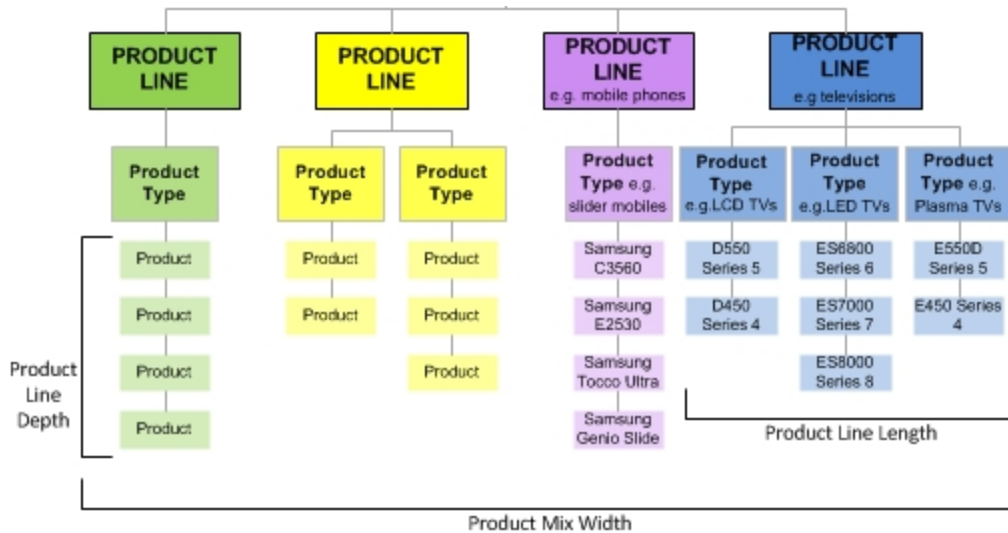 PRODUCT
LINE
PRODUCT
LINE
PRODUCT
LINE
e.g. mobile phones
PRODUCT
LINE
e.g televisions
Product
Type
Product
Type
Product
Type
Product
Type e.g.
slider mobiles
Product
Type
e.g.LCD TVs
Product
Type
e.g.LED TVs
Product
Type e.g.
Plasma TVs
Product
Product
Product
Samsung
C3560
D550
Series 5
ES6800
Series 6
E550D
Series 5
Product
Product
Product
Samsung
E2530
D450
Series 4
ES7000
Series 7
E450 Series
4
Product
Product
Samsung
Tocco Ultra
ES8000
Series 8
Product
Samsung
Genio Slide
Product
Line
Depth
Product Line Length
Product Mix Width